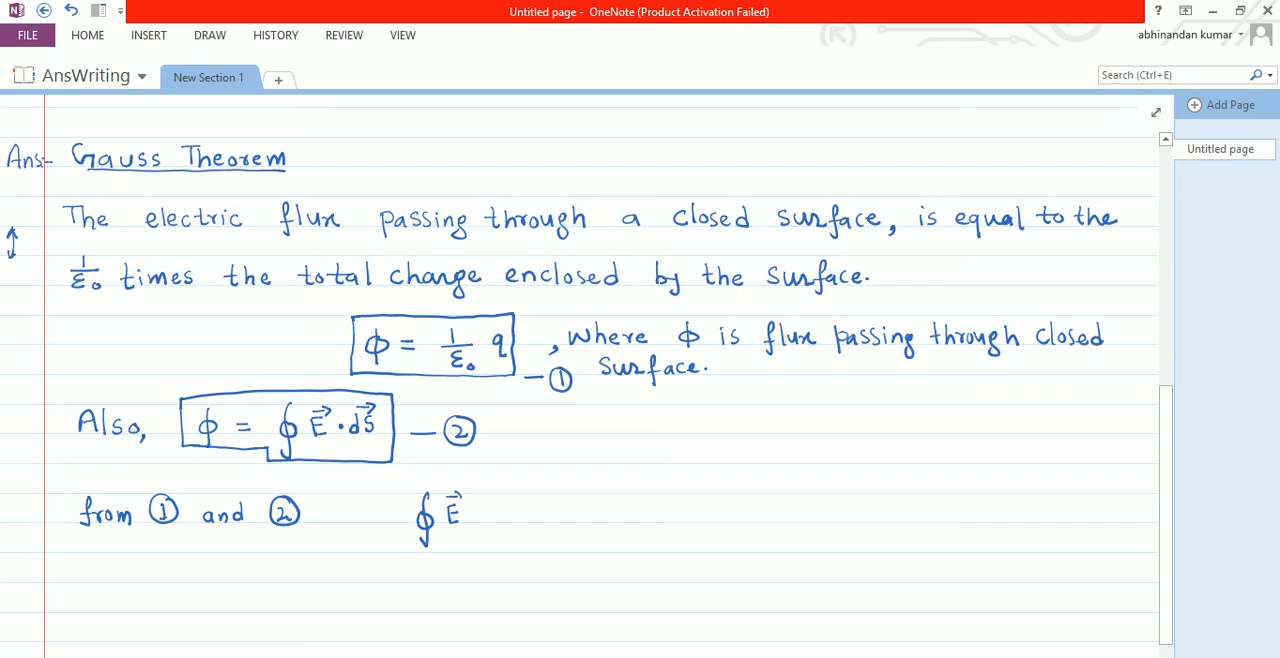 Untitled page - OneNote (Product Activation Failed)
?
FILE HOME INSERT DRAW HISTORY REVIEW VIEW
abhinandan kumar
AnsWriting New Section 1 +
Search (Ctrl+E)
Add Page
Untitled page
Ans:- Gauss Theorem
The electric flux passing through a closed surface, is equal to the
1/ε₀ times the total charge enclosed by the surface.
ϕ = 1/ε₀ q , where ϕ is flux passing through closed
surface.
— ①
Also, ϕ = ∮ E⃗ · dS⃗ — ②
from ① and ② ∮ E⃗